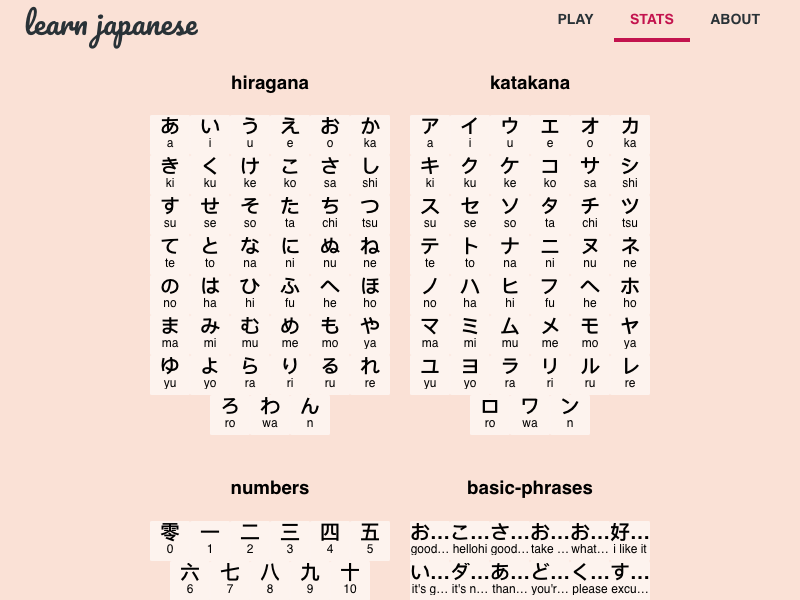 learn japanese
PLAY STATS ABOUT
hiragana
あ い う え お か
a i u e o ka
き く け こ さ し
ki ku ke ko sa shi
す せ そ た ち つ
su se so ta chi tsu
て と な に ぬ ね
te to na ni nu ne
の は ひ ふ へ ほ
no ha hi fu he ho
ま み む め も や
ma mi mu me mo ya
ゆ よ ら り る れ
yu yo ra ri ru re
ろ わ ん
ro wa n
katakana
ア イ ウ エ オ カ
a i u e o ka
キ ク ケ コ サ シ
ki ku ke ko sa shi
ス セ ソ タ チ ツ
su se so ta chi tsu
テ ト ナ ニ ヌ ネ
te to na ni nu ne
ノ ハ ヒ フ ヘ ホ
no ha hi fu he ho
マ ミ ム メ モ ヤ
ma mi mu me mo ya
ユ ヨ ラ リ ル レ
yu yo ra ri ru re
ロ ワ ン
ro wa n
numbers
零 一 二 三 四 五
0 1 2 3 4 5
六 七 八 九 十
6 7 8 9 10
basic-phrases
お… こ… さ… お… お… 好…
good… hellohi good… take … what… i like it
い… ダ… あ… ど… く… す…
it's g… it's n… than… you'r… please excu…